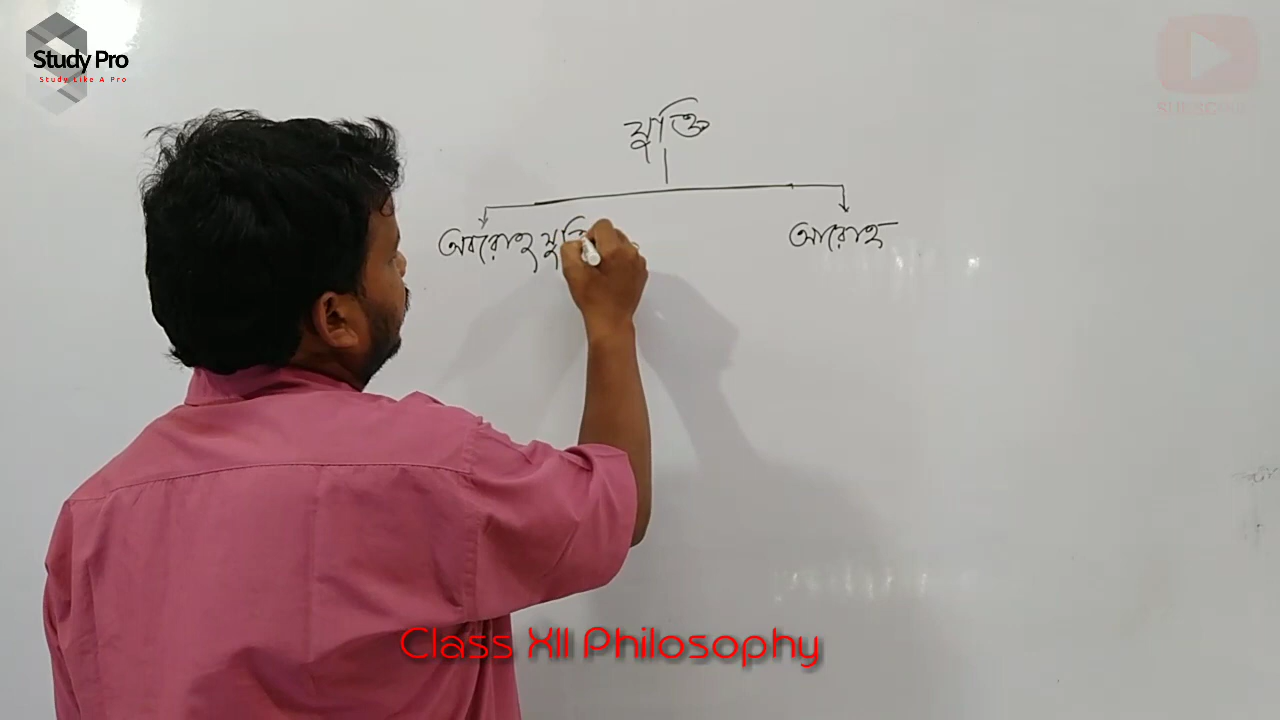 Study Pro
Study Like A Pro
যুক্তি
অবরোহ যুক্তি
আরোহ
Class XII Philosophy